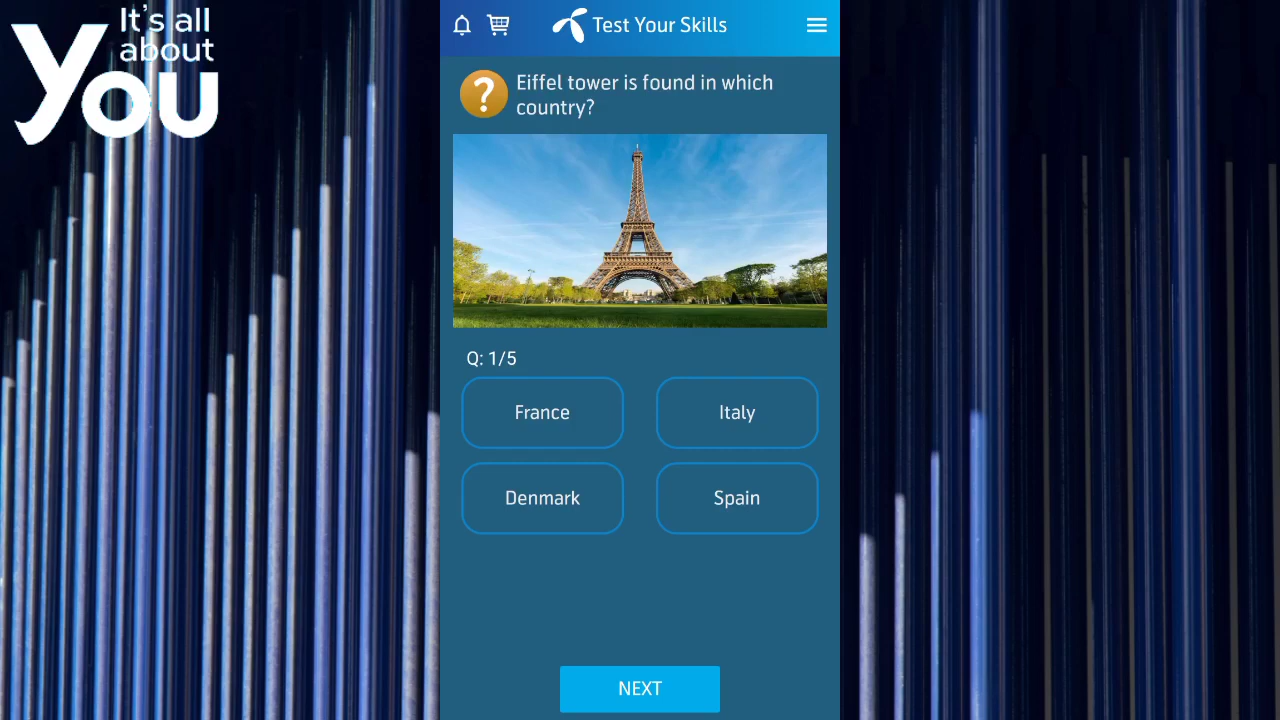 It's all
about
You
Test Your Skills
Eiffel tower is found in which
country?
Q: 1/5
France
Italy
Denmark
Spain
NEXT